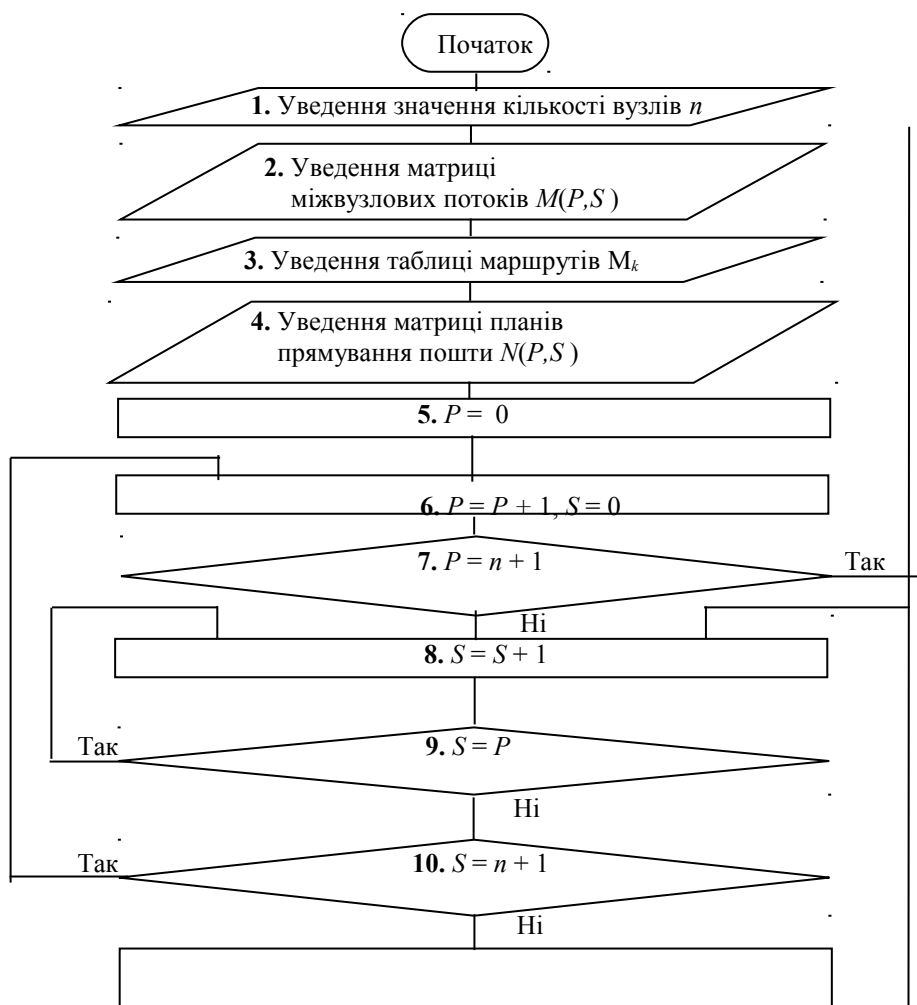 Початок
1. Уведення значення кількості вузлів n
2. Уведення матриці
міжвузлових потоків M(P,S )
3. Уведення таблиці маршрутів Mk
4. Уведення матриці планів
прямування пошти N(P,S )
5. P = 0
6. P = P + 1, S = 0
7. P = n + 1
Так
Ні
8. S = S + 1
Так
9. S = P
Ні
Так
10. S = n + 1
Ні